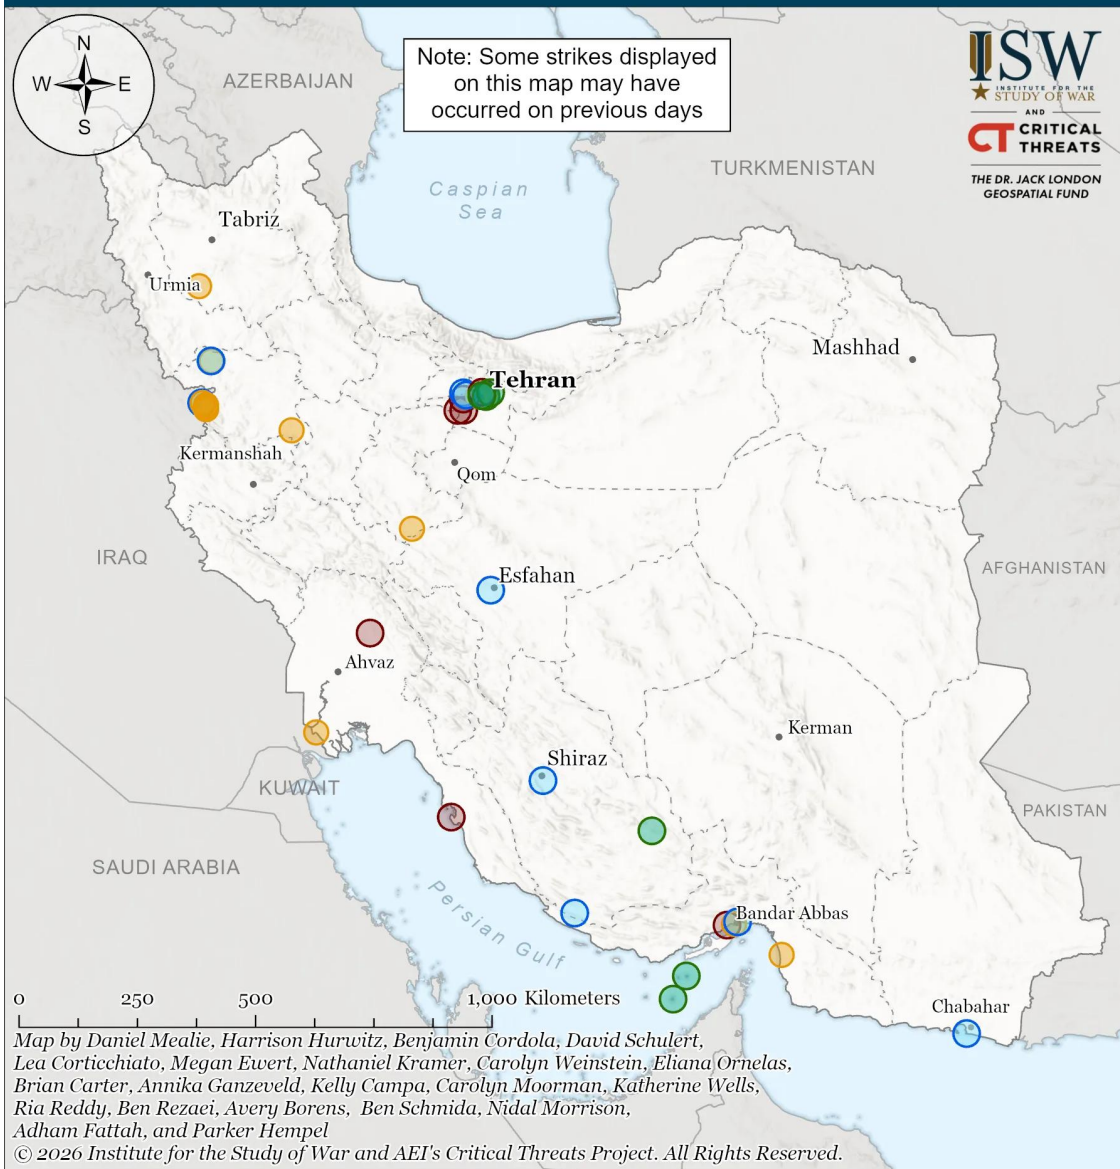 N
W
E
S
AZERBAIJAN
Note: Some strikes displayed
on this map may have
occurred on previous days
ISW
INSTITUTE FOR THE
STUDY OF WAR
AND
CT CRITICAL
THREATS
THE DR. JACK LONDON
GEOSPATIAL FUND
TURKMENISTAN
Caspian
Sea
Tabriz
Urmia
Mashhad
Tehran
Kermanshah
Qom
IRAQ
AFGHANISTAN
Esfahan
Ahvaz
Kerman
Shiraz
KUWAIT
PAKISTAN
SAUDI ARABIA
Persian Gulf
Bandar Abbas
Chabahar
0 250 500 1,000 Kilometers
Map by Daniel Mealie, Harrison Hurwitz, Benjamin Cordola, David Schulert,
Lea Corticchiato, Megan Ewert, Nathaniel Kramer, Carolyn Weinstein, Eliana Ornelas,
Brian Carter, Annika Ganzeveld, Kelly Campa, Carolyn Moorman, Katherine Wells,
Ria Reddy, Ben Rezaei, Avery Borens, Ben Schmida, Nidal Morrison,
Adham Fattah, and Parker Hempel
© 2026 Institute for the Study of War and AEI's Critical Threats Project. All Rights Reserved.